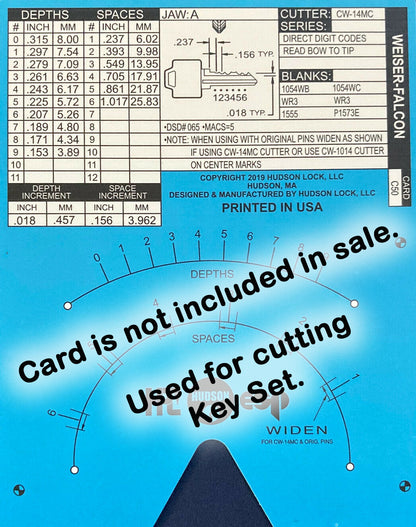 DEPTHS SPACES JAW: A CUTTER: CW-14MC
# INCH MM # INCH MM SERIES:
0 .315 8.00 1 .237 6.02 DIRECT DIGIT CODES
1 .297 7.54 2 .393 9.98 READ BOW TO TIP
2 .279 7.09 3 .549 13.95
3 .261 6.63 4 .705 17.91 BLANKS:
4 .243 6.17 5 .861 21.87 1054WB 1054WC
5 .225 5.72 6 1.017 25.83 WR3 WR3
6 .207 5.26 7 1555 P1573E
7 .189 4.80 8
8 .171 4.34 9
9 .153 3.89 10
11
12
.237
.156 TYP.
123456
.018 TYP.
•DSD# 065 •MACS=5
•NOTE: WHEN USING WITH ORIGINAL PINS WIDEN AS SHOWN
IF USING CW-14MC CUTTER OR USE CW-1014 CUTTER
ON CENTER MARKS
WEISER-FALCON
CARD
C50
DEPTH INCREMENT SPACE INCREMENT
INCH MM INCH MM
.018 .457 .156 3.962
COPYRIGHT 2019 HUDSON LOCK, LLC
HUDSON, MA
DESIGNED & MANUFACTURED BY HUDSON LOCK, LLC
PRINTED IN USA
0 1 2 3 4 5 6 7 8 9
DEPTHS
Card is not included in sale.
SPACES
Used for cutting
Key Set.
HUDSON
WIDEN
FOR CW-14MC & ORIG. PINS